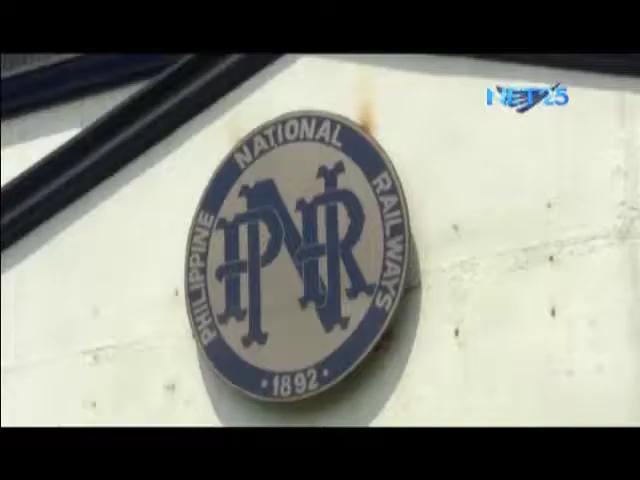 NET25
PHILIPPINE NATIONAL RAILWAYS
PNR
• 1892 •